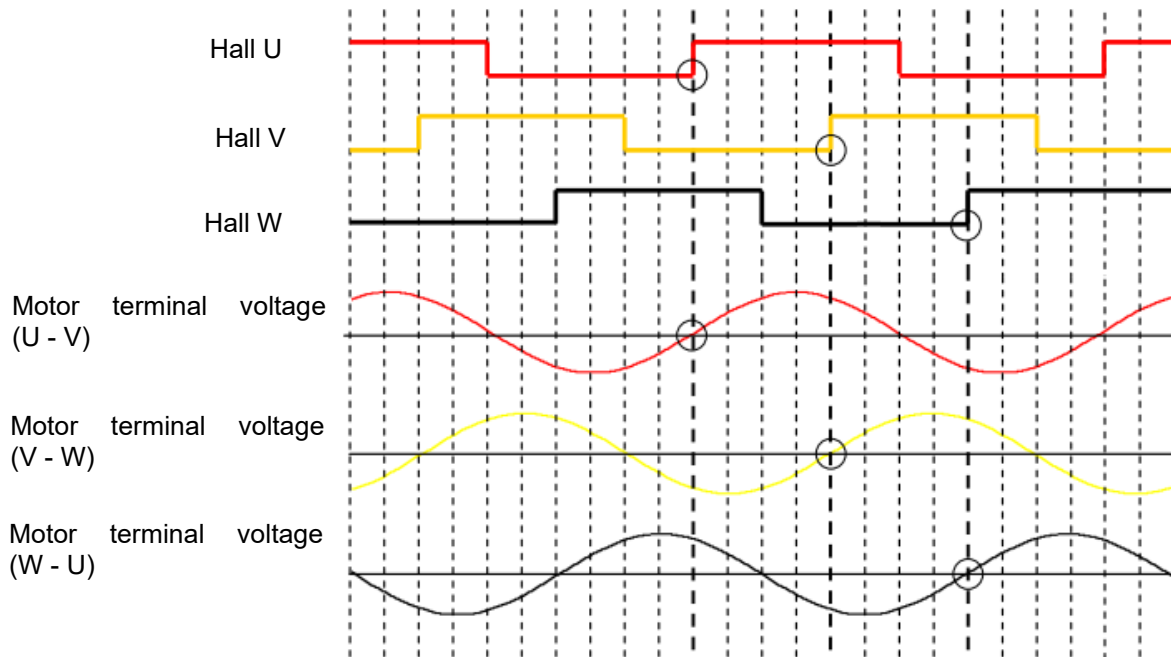 Hall U
Hall V
Hall W
Motor terminal voltage
(U - V)
Motor terminal voltage
(V - W)
Motor terminal voltage
(W - U)